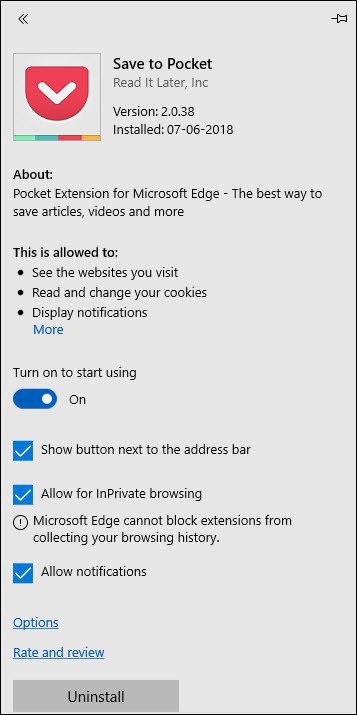 Save to Pocket
Read It Later, Inc
Version: 2.0.38
Installed: 07-06-2018
About:
Pocket Extension for Microsoft Edge - The best way to
save articles, videos and more
This is allowed to:
• See the websites you visit
• Read and change your cookies
• Display notifications
More
Turn on to start using
On
Show button next to the address bar
Allow for InPrivate browsing
Microsoft Edge cannot block extensions from
collecting your browsing history.
Allow notifications
Options
Rate and review
Uninstall